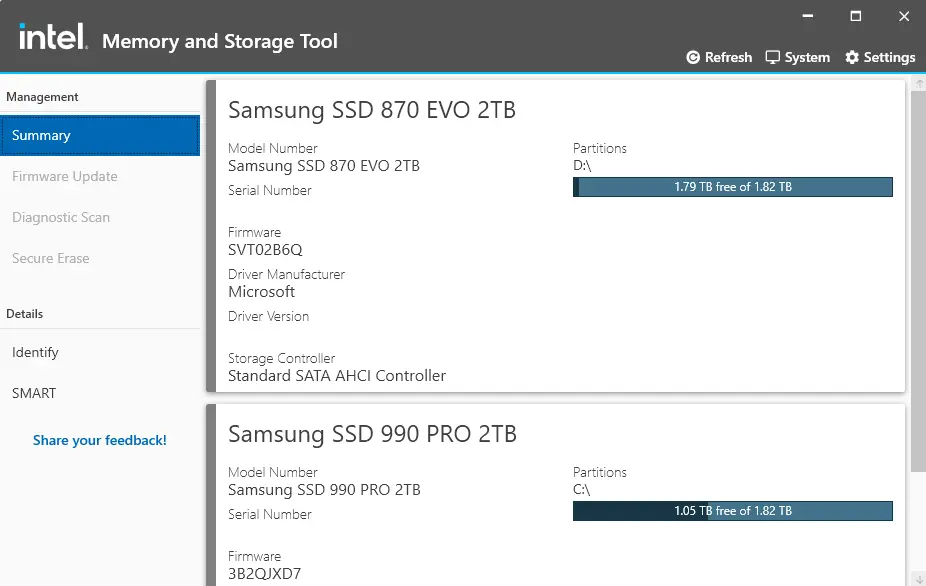 intel. Memory and Storage Tool
Refresh System Settings
Management
Summary
Firmware Update
Diagnostic Scan
Secure Erase
Details
Identify
SMART
Share your feedback!
Samsung SSD 870 EVO 2TB
Model Number
Samsung SSD 870 EVO 2TB
Serial Number
Partitions
D:\
1.79 TB free of 1.82 TB
Firmware
SVT02B6Q
Driver Manufacturer
Microsoft
Driver Version
Storage Controller
Standard SATA AHCI Controller
Samsung SSD 990 PRO 2TB
Model Number
Samsung SSD 990 PRO 2TB
Serial Number
Partitions
C:\
1.05 TB free of 1.82 TB
Firmware
3B2QJXD7